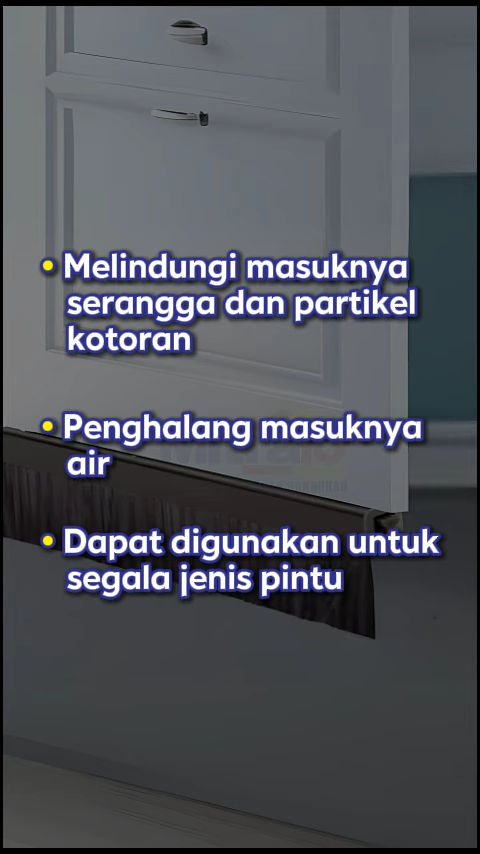 • Melindungi masuknya
serangga dan partikel
kotoran
• Penghalang masuknya
air
• Dapat digunakan untuk
segala jenis pintu